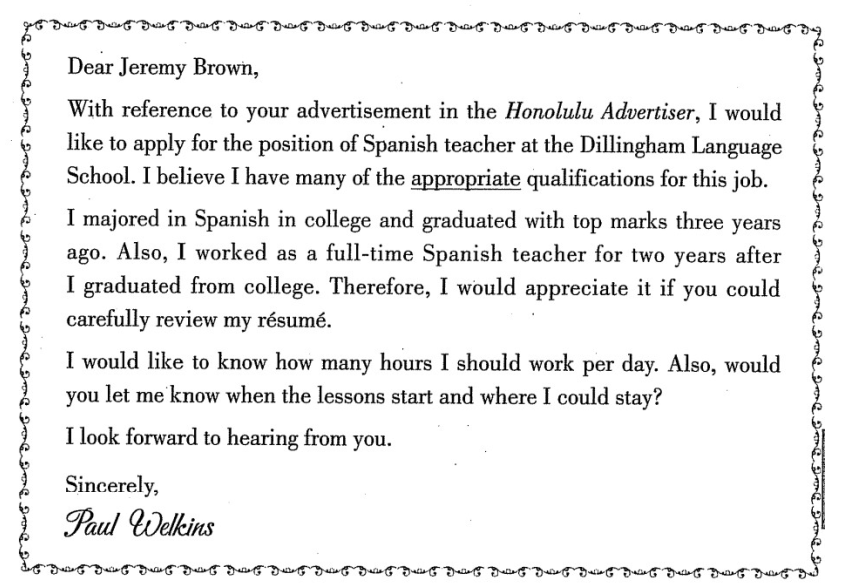 Dear Jeremy Brown,
With reference to your advertisement in the Honolulu Advertiser, I would
like to apply for the position of Spanish teacher at the Dillingham Language
School. I believe I have many of the appropriate qualifications for this job.
I majored in Spanish in college and graduated with top marks three years
ago. Also, I worked as a full-time Spanish teacher for two years after
I graduated from college. Therefore, I would appreciate it if you could
carefully review my résumé.
I would like to know how many hours I should work per day. Also, would
you let me know when the lessons start and where I could stay?
I look forward to hearing from you.
Sincerely,
Paul Welkins